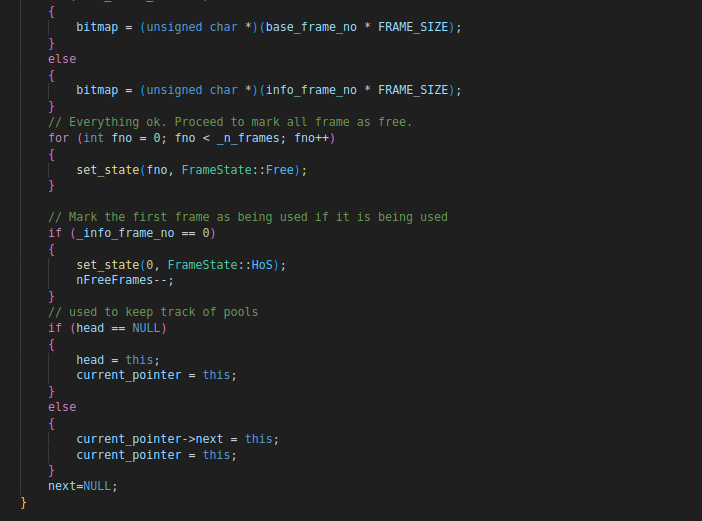 {
bitmap = (unsigned char *)(base_frame_no * FRAME_SIZE);
}
else
{
bitmap = (unsigned char *)(info_frame_no * FRAME_SIZE);
}
// Everything ok. Proceed to mark all frame as free.
for (int fno = 0; fno < _n_frames; fno++)
{
set_state(fno, FrameState::Free);
}
// Mark the first frame as being used if it is being used
if (_info_frame_no == 0)
{
set_state(0, FrameState::HoS);
nFreeFrames--;
}
// used to keep track of pools
if (head == NULL)
{
head = this;
current_pointer = this;
}
else
{
current_pointer->next = this;
current_pointer = this;
}
next=NULL;
}